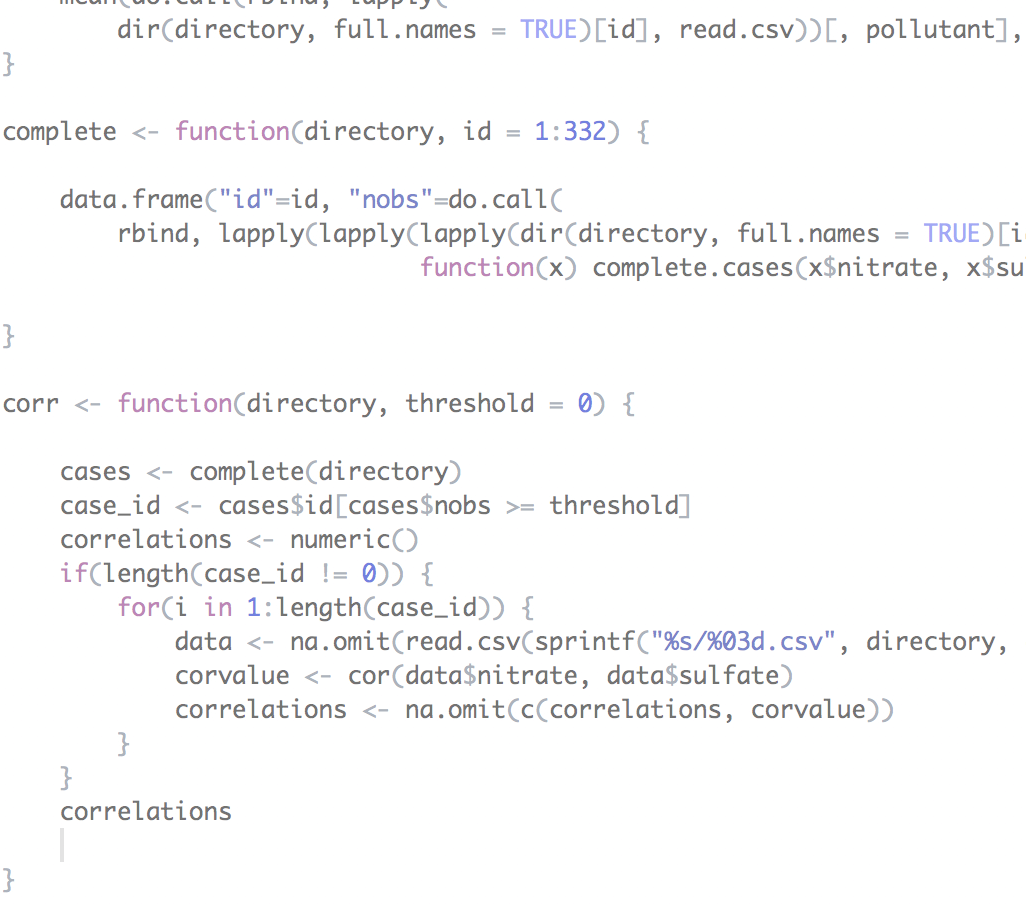 mean(do.call(rbind, lapply(
dir(directory, full.names = TRUE)[id], read.csv))[, pollutant],
}
complete <- function(directory, id = 1:332) {
data.frame("id"=id, "nobs"=do.call(
rbind, lapply(lapply(lapply(dir(directory, full.names = TRUE)[i
function(x) complete.cases(x$nitrate, x$su
}
corr <- function(directory, threshold = 0) {
cases <- complete(directory)
case_id <- cases$id[cases$nobs >= threshold]
correlations <- numeric()
if(length(case_id != 0)) {
for(i in 1:length(case_id)) {
data <- na.omit(read.csv(sprintf("%s/%03d.csv", directory,
corvalue <- cor(data$nitrate, data$sulfate)
correlations <- na.omit(c(correlations, corvalue))
}
}
correlations
}